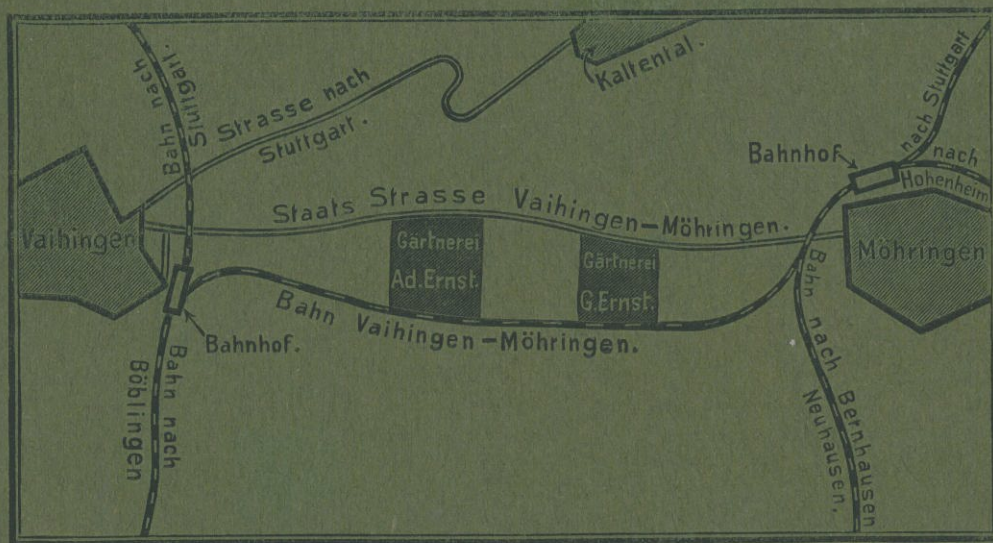 Bahn nach
Stuttgart.
Strasse nach
Stuttgart.
Kaltental.
nach Stuttgart
nach
Hohenheim
Bahnhof
Vaihingen
Staats Strasse Vaihingen—Möhringen.
Möhringen
Gärtnerei
Ad. Ernst.
Gärtnerei
G. Ernst.
Bahn Vaihingen—Möhringen.
Bahnhof.
Bahn nach
Böblingen
Bahn nach Bernhausen
Neuhausen.